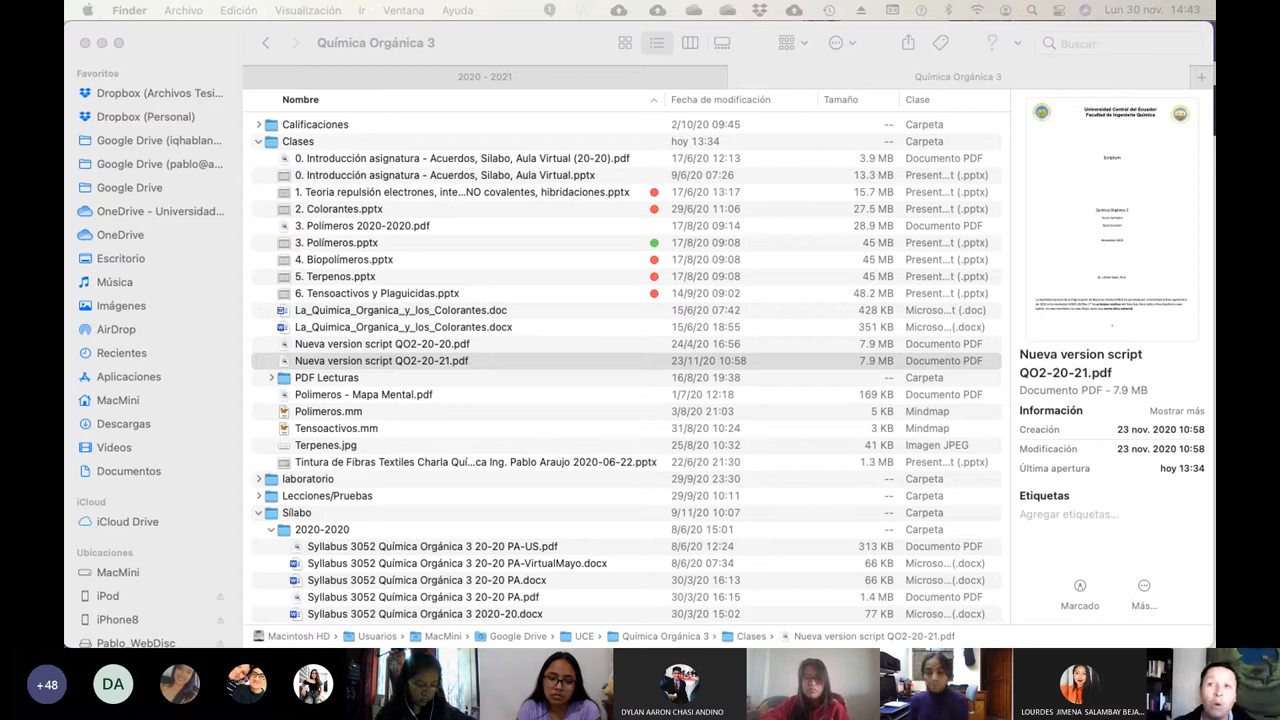 Finder Archivo Edición Visualización Ir Ventana Ayuda Lun 30 nov. 14:43
Química Orgánica 3 Buscar
2020 - 2021 Química Orgánica 3
Favoritos
Dropbox (Archivos Tesi...
Dropbox (Personal)
Google Drive (iqhablan...
Google Drive (pablo@a...
Google Drive
OneDrive - Universidad...
OneDrive
Escritorio
Música
Imágenes
AirDrop
Recientes
Aplicaciones
MacMini
Descargas
Videos
Documentos
iCloud
iCloud Drive
Ubicaciones
MacMini
iPod
iPhone8
Pablo_WebDisc
Nombre Fecha de modificación Tamaño Clase
Calificaciones 2/10/20 09:45 -- Carpeta
Clases hoy 13:34 -- Carpeta
0. Introducción asignatura - Acuerdos, Silabo, Aula Virtual (20-20).pdf 17/6/20 12:13 3.9 MB Documento PDF
0. Introducción asignatura - Acuerdos, Silabo, Aula Virtual.pptx 9/6/20 07:26 13.3 MB Present...t (.pptx)
1. Teoria repulsión electrones, inte...NO covalentes, hibridaciones.pptx 17/6/20 13:17 15.7 MB Present...t (.pptx)
2. Colorantes.pptx 29/6/20 11:06 27.5 MB Present...t (.pptx)
3. Polímeros 2020-2020.pdf 17/8/20 09:14 28.9 MB Documento PDF
3. Polímeros.pptx 17/8/20 09:08 45 MB Present...t (.pptx)
4. Biopolímeros.pptx 17/8/20 09:08 45 MB Present...t (.pptx)
5. Terpenos.pptx 17/8/20 09:08 45 MB Present...t (.pptx)
6. Tensoactivos y Plaguicidas.pptx 14/9/20 09:02 48.2 MB Present...t (.pptx)
La_Quimica_Organica_y_los_Colorantes.doc 15/6/20 07:24 428 KB Microso...t (.doc)
La_Quimica_Organica_y_los_Colorantes.docx 15/6/20 18:55 351 KB Microso...(.docx)
Nueva version script QO2-20-20.pdf 24/4/20 16:56 7.9 MB Documento PDF
Nueva version script QO2-20-21.pdf 23/11/20 10:58 7.9 MB Documento PDF
PDF Lecturas 16/8/20 19:38 -- Carpeta
Polimeros - Mapa Mental.pdf 1/7/20 12:18 169 KB Documento PDF
Polimeros.mm 3/8/20 21:03 5 KB Mindmap
Tensoactivos.mm 31/8/20 10:24 3 KB Mindmap
Terpenes.jpg 25/8/20 10:32 41 KB Imagen JPEG
Tintura de Fibras Textiles Charla Quí...ca Ing. Pablo Araujo 2020-06-22.pptx 22/6/20 21:30 1.3 MB Present...t (.pptx)
laboratorio 29/9/20 23:30 -- Carpeta
Lecciones/Pruebas 29/9/20 10:11 -- Carpeta
Sílabo 9/11/20 10:07 -- Carpeta
2020-2020 8/6/20 15:01 -- Carpeta
Syllabus 3052 Química Orgánica 3 20-20 PA-US.pdf 8/6/20 12:24 313 KB Documento PDF
Syllabus 3052 Química Orgánica 3 20-20 PA-VirtualMayo.docx 8/6/20 07:34 66 KB Microso...(.docx)
Syllabus 3052 Química Orgánica 3 20-20 PA.docx 30/3/20 16:13 66 KB Microso...(.docx)
Syllabus 3052 Química Orgánica 3 20-20 PA.pdf 30/3/20 16:15 1.4 MB Documento PDF
Syllabus 3052 Química Orgánica 3 2020-20.docx 30/3/20 15:02 77 KB Microso...(.docx)
Universidad Central del Ecuador
Facultad de Ingeniería Química
Scriptum
Química Orgánica 3
Nueva version script
QO2-20-21.pdf
Documento PDF - 7.9 MB
Información Mostrar más
Creación 23 nov. 2020 10:58
Modificación 23 nov. 2020 10:58
Última apertura hoy 13:34
Etiquetas
Agregar etiquetas...
Marcado Más...
Macintosh HD › Usuarios › MacMini › Google Drive › UCE › Química Orgánica 3 › Clases › Nueva version script QO2-20-21.pdf
+48 DA DYLAN AARON CHASI ANDINO LOURDES JIMENA SALAMBAY BEJA...